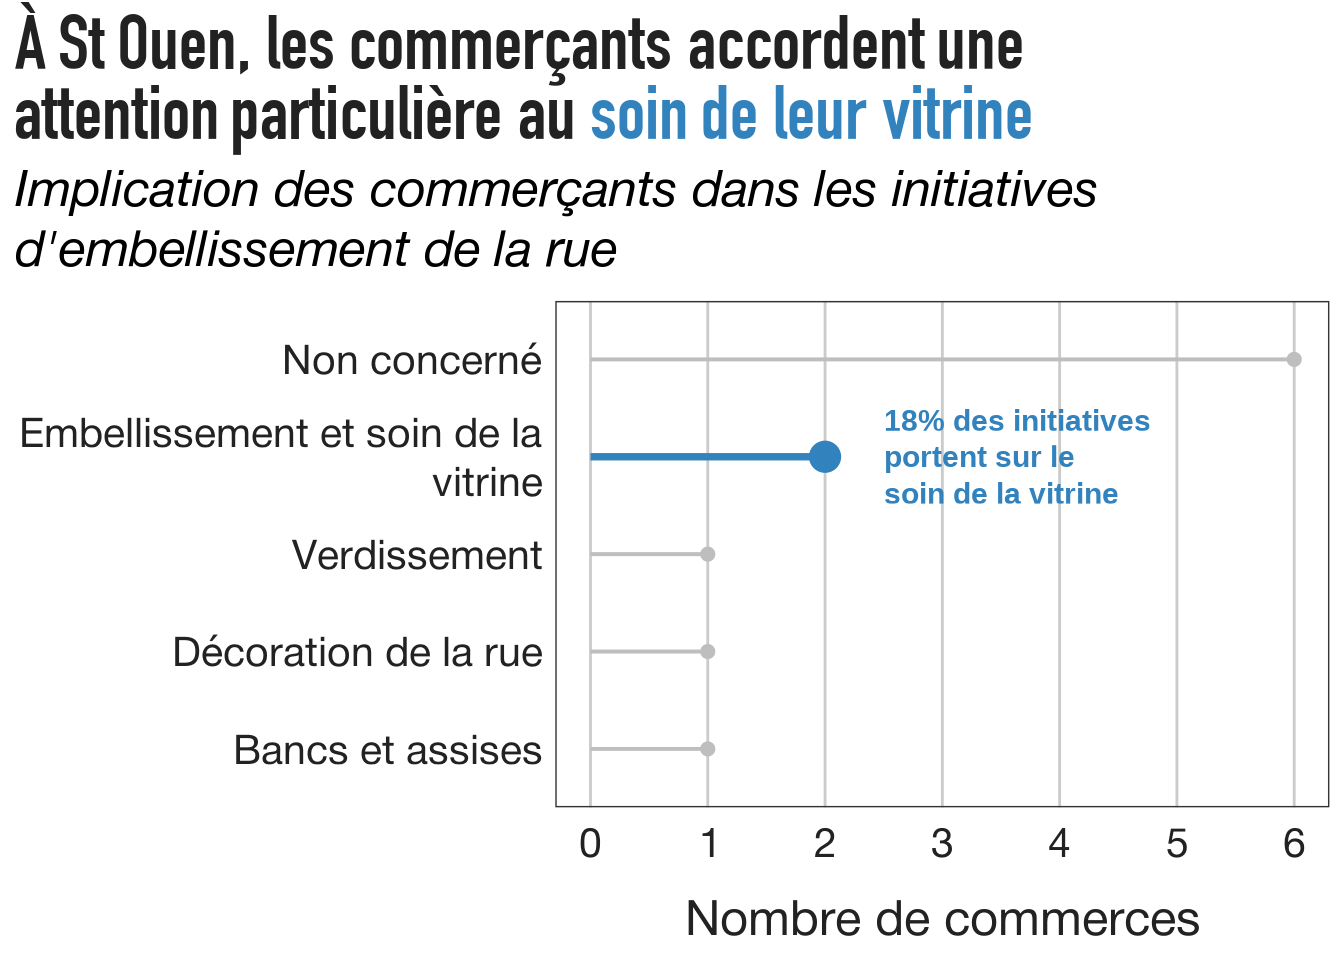 À St Ouen, les commerçants accordent une
attention particulière au soin de leur vitrine
Implication des commerçants dans les initiatives
d'embellissement de la rue
Non concerné
Embellissement et soin de la
vitrine
18% des initiatives
portent sur le
soin de la vitrine
Verdissement
Décoration de la rue
Bancs et assises
0 1 2 3 4 5 6
Nombre de commerces